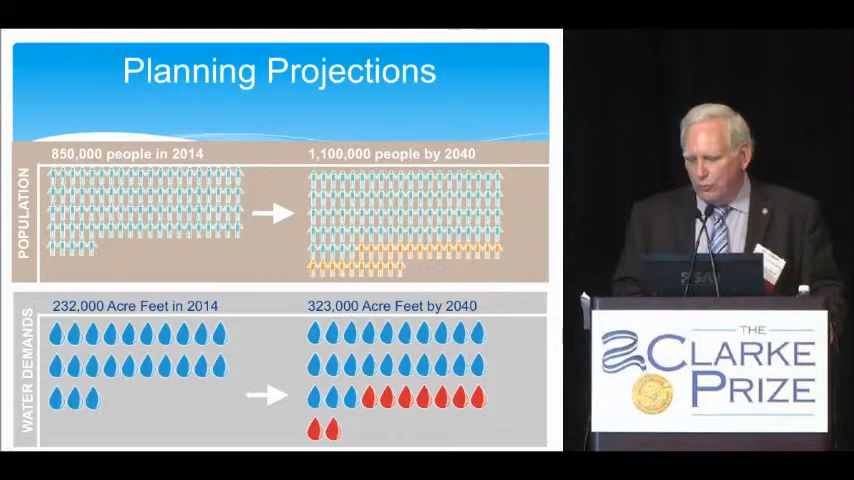 Planning Projections
850,000 people in 2014
1,100,000 people by 2040
POPULATION
232,000 Acre Feet in 2014
323,000 Acre Feet by 2040
WATER DEMANDS
THE
CLARKE
PRIZE